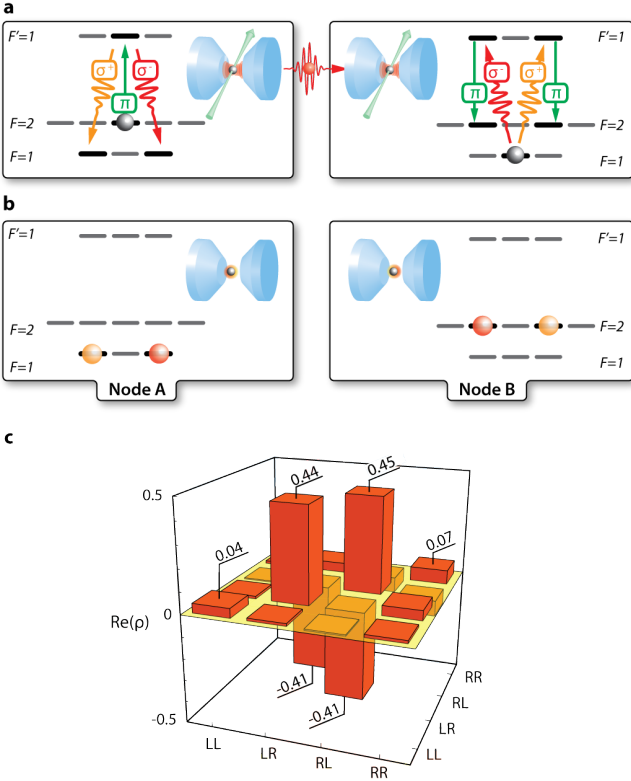 a
F'=1
F'=1
σ⁺
σ⁻
π
σ⁻
σ⁺
π
π
F=2
F=2
F=1
F=1
b
F'=1
F'=1
F=2
F=2
F=1
F=1
Node A
Node B
c
0.44
0.45
0.5
0.04
0.07
Re(ρ)
0
-0.41
-0.41
-0.5
LL
LR
RL
RR
LL
LR
RL
RR